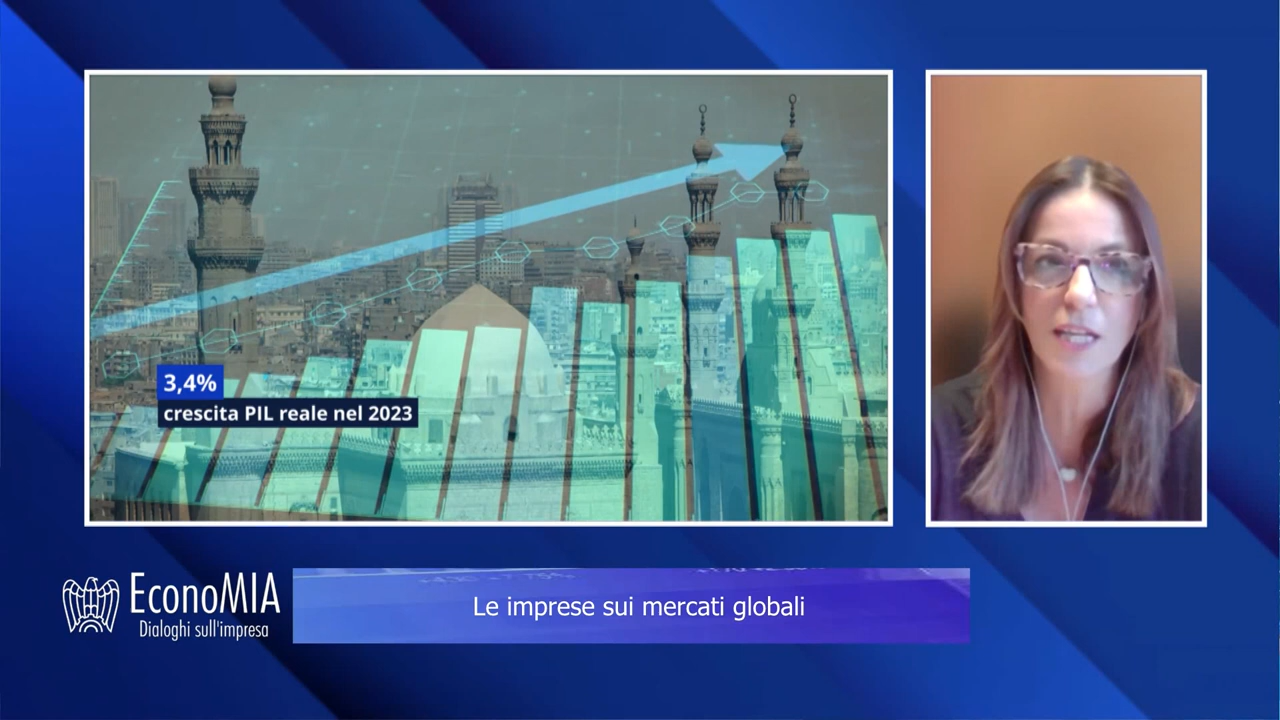 3,4%
crescita PIL reale nel 2023
EconoMIA
Dialoghi sull'impresa
Le imprese sui mercati globali